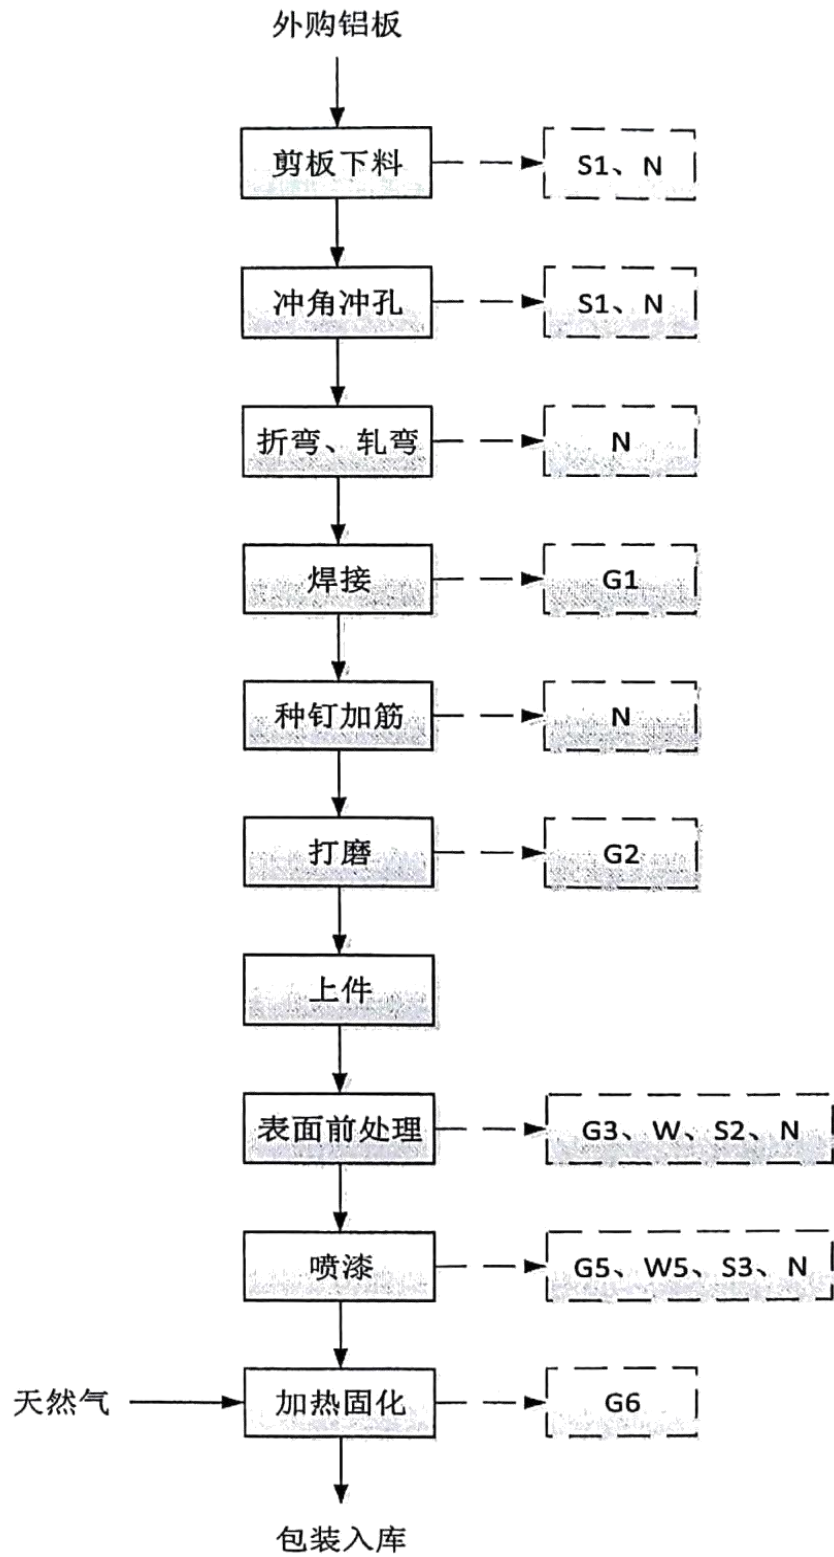 外购铝板
剪板下料
S1、N
冲角冲孔
S1、N
折弯、轧弯
N
焊接
G1
种钉加筋
N
打磨
G2
上件
表面前处理
G3、W、S2、N
喷漆
G5、W5、S3、N
天然气
加热固化
G6
包装入库